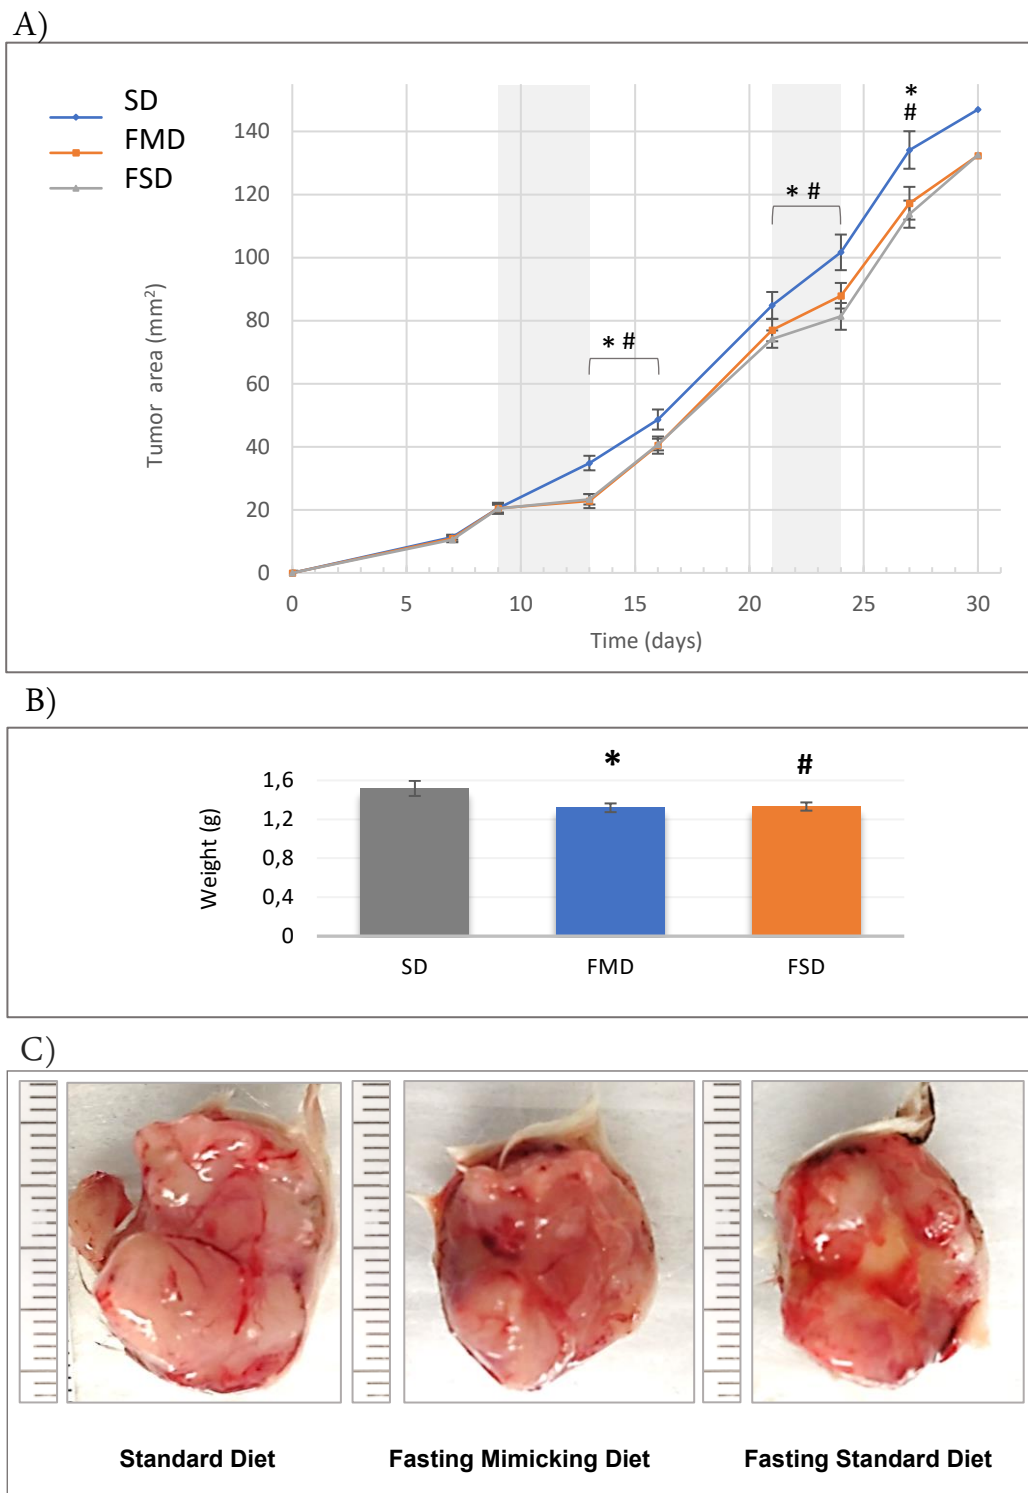 A)
SD
FMD
FSD
*
#
140
120
* #
100
80
* #
60
40
20
0
0 5 10 15 20 25 30
Tumor area (mm²)
Time (days)
B)
* #
1,6
1,2
0,8
0,4
0
Weight (g)
SD FMD FSD
C)
Standard Diet Fasting Mimicking Diet Fasting Standard Diet